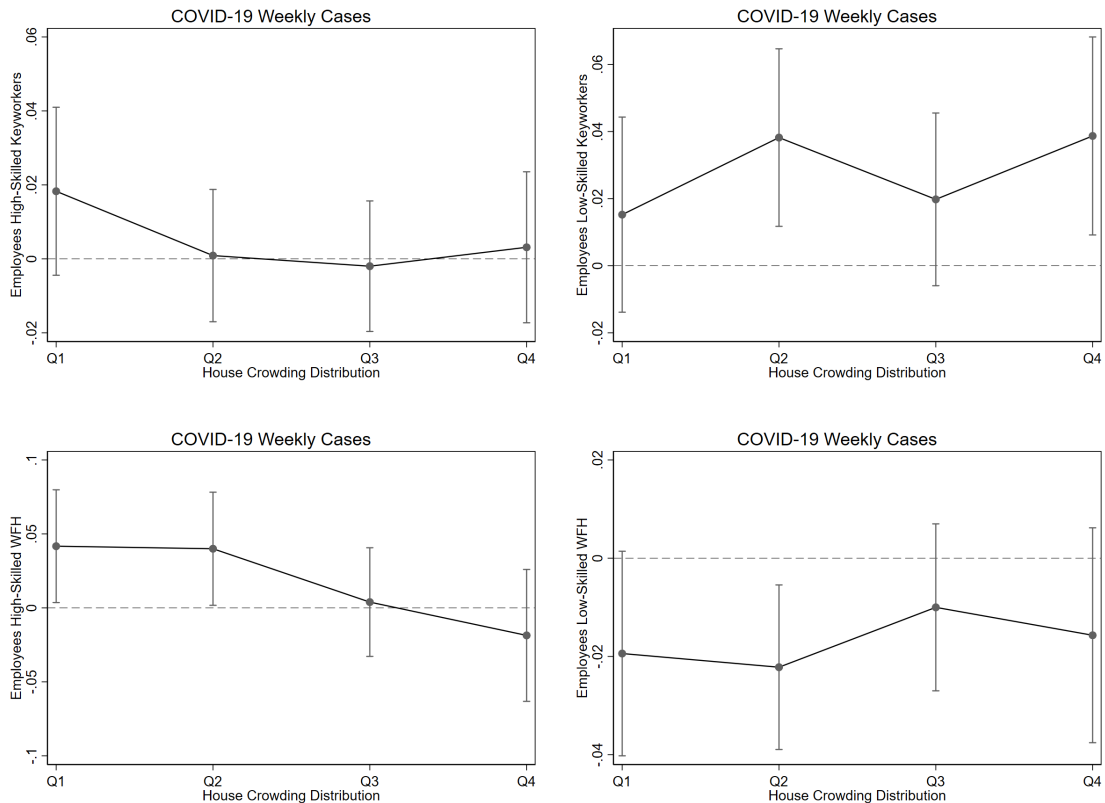 COVID-19 Weekly Cases
Employees High-Skilled Keyworkers
.06
.04
.02
0
-.02
Q1 Q2 Q3 Q4
House Crowding Distribution
COVID-19 Weekly Cases
Employees Low-Skilled Keyworkers
.06
.04
.02
0
-.02
Q1 Q2 Q3 Q4
House Crowding Distribution
COVID-19 Weekly Cases
Employees High-Skilled WFH
.1
.05
0
-.05
-.1
Q1 Q2 Q3 Q4
House Crowding Distribution
COVID-19 Weekly Cases
Employees Low-Skilled WFH
.02
0
-.02
-.04
Q1 Q2 Q3 Q4
House Crowding Distribution